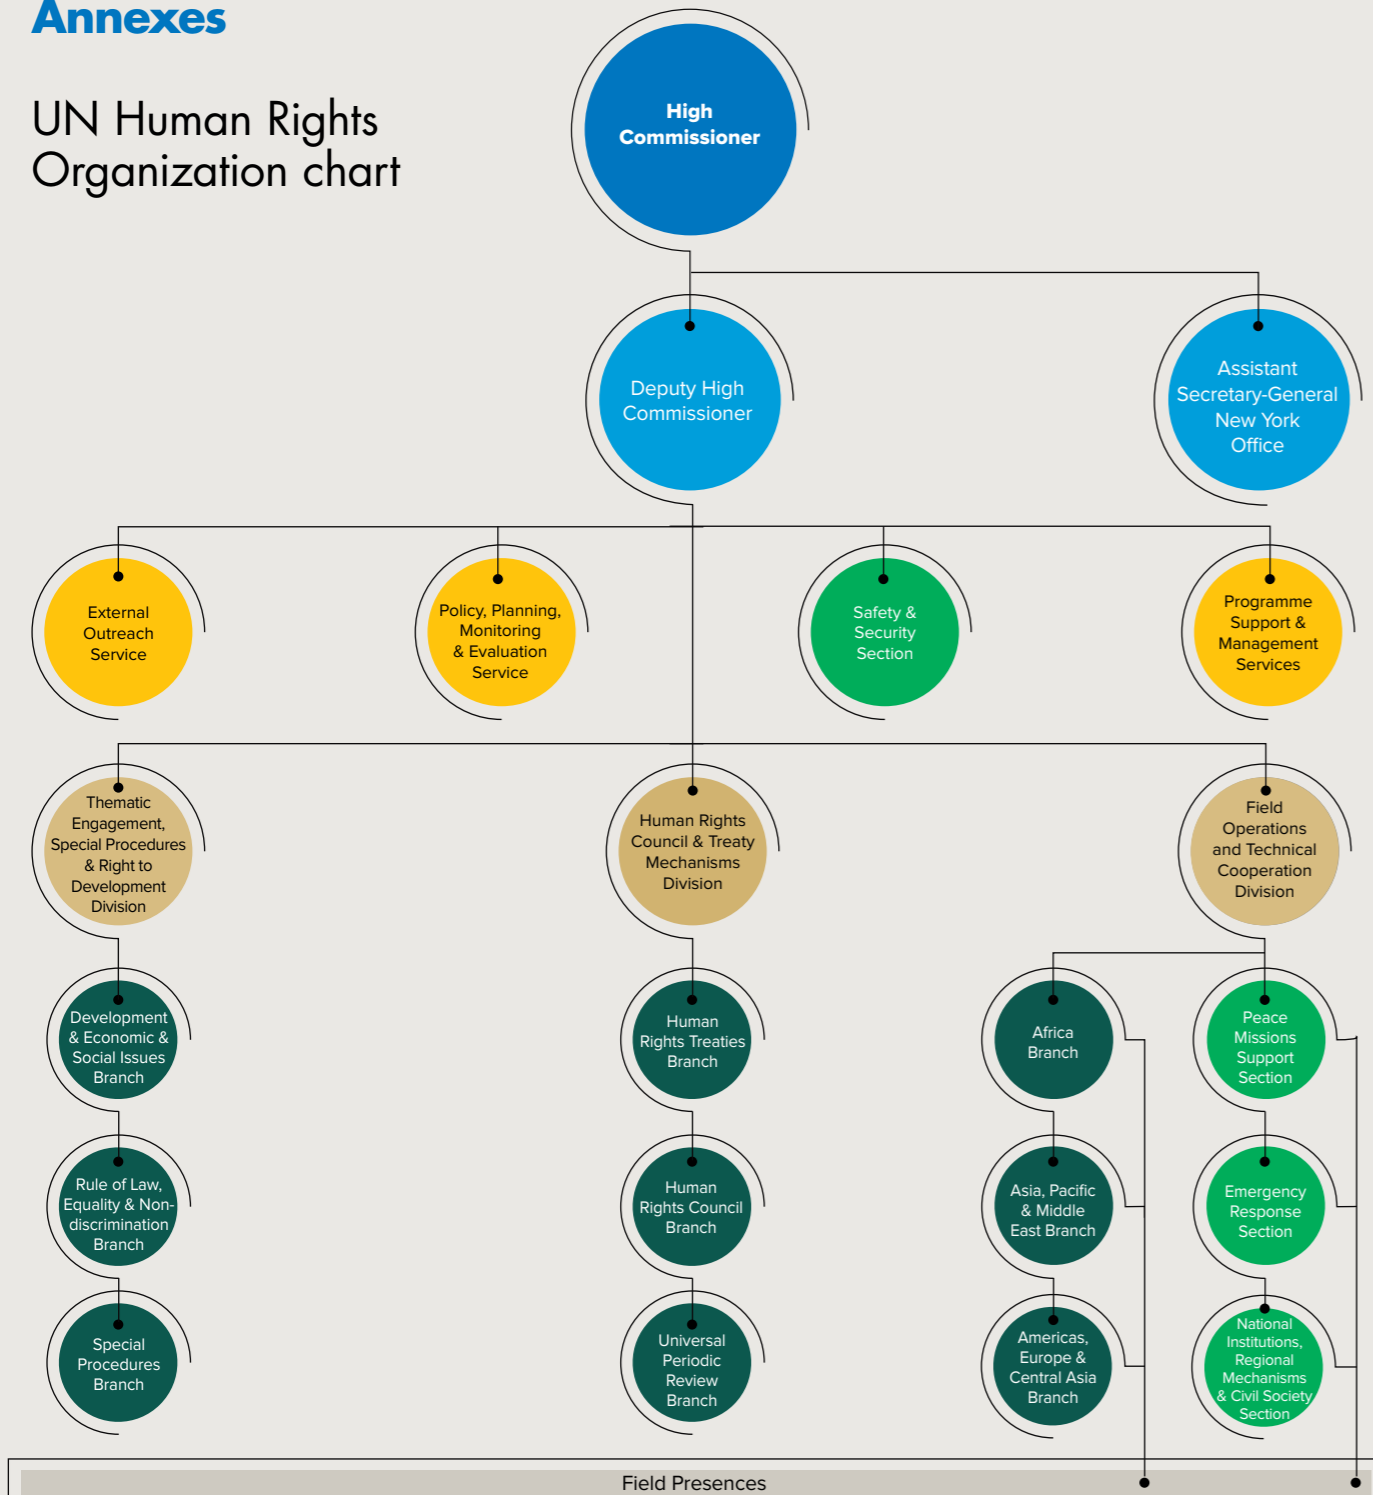 Annexes
UN Human Rights
Organization chart
High
Commissioner
Deputy High
Commissioner
Assistant
Secretary-General
New York
Office
External
Outreach
Service
Policy, Planning,
Monitoring
& Evaluation
Service
Safety &
Security
Section
Programme
Support &
Management
Services
Thematic
Engagement,
Special Procedures
& Right to
Development
Division
Human Rights
Council & Treaty
Mechanisms
Division
Field
Operations
and Technical
Cooperation
Division
Development
& Economic &
Social Issues
Branch
Human
Rights Treaties
Branch
Africa
Branch
Peace
Missions
Support
Section
Rule of Law,
Equality & Non-
discrimination
Branch
Human
Rights Council
Branch
Asia, Pacific
& Middle
East Branch
Emergency
Response
Section
Special
Procedures
Branch
Universal
Periodic
Review
Branch
Americas,
Europe &
Central Asia
Branch
National
Institutions,
Regional
Mechanisms
& Civil Society
Section
Field Presences